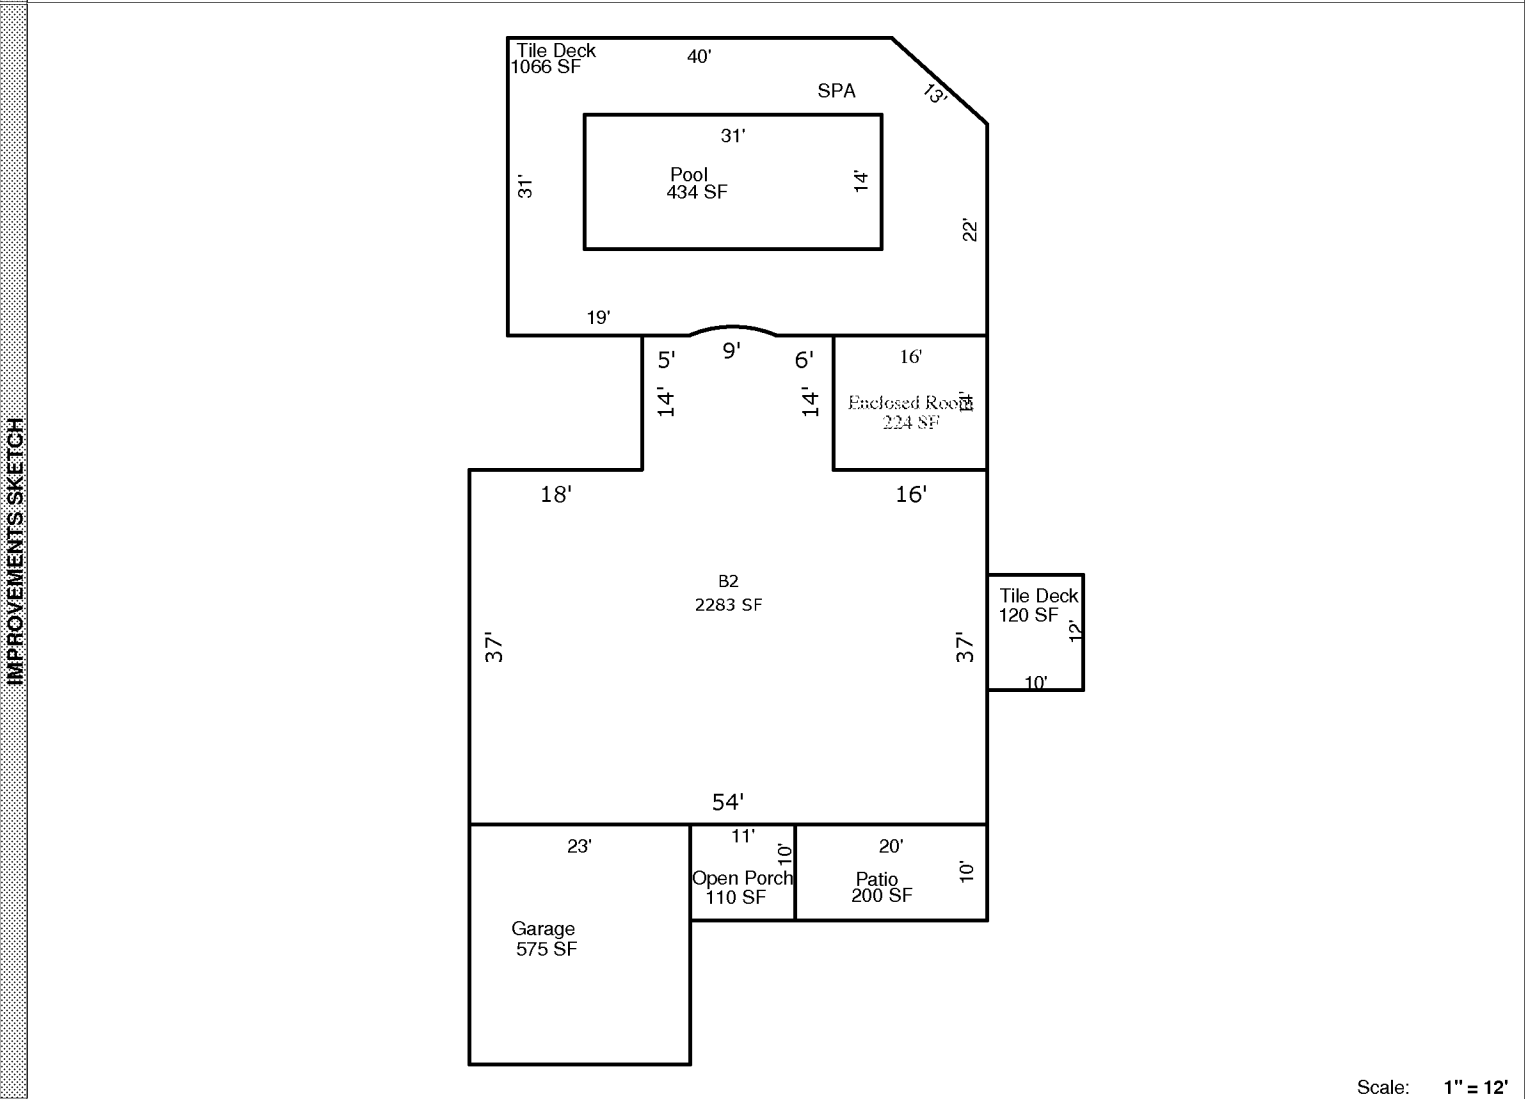 IMPROVEMENTS SKETCH
Tile Deck
1066 SF
40'
13'
SPA
31'
31'
Pool
434 SF
14'
22'
19'
5'
9'
6'
16'
14'
14'
Enclosed Room
14'
224 SF
18'
16'
B2
2283 SF
Tile Deck
120 SF
12'
37'
37'
10'
54'
23'
11'
10'
20'
10'
Open Porch
110 SF
Patio
200 SF
Garage
575 SF
Scale: 1" = 12'